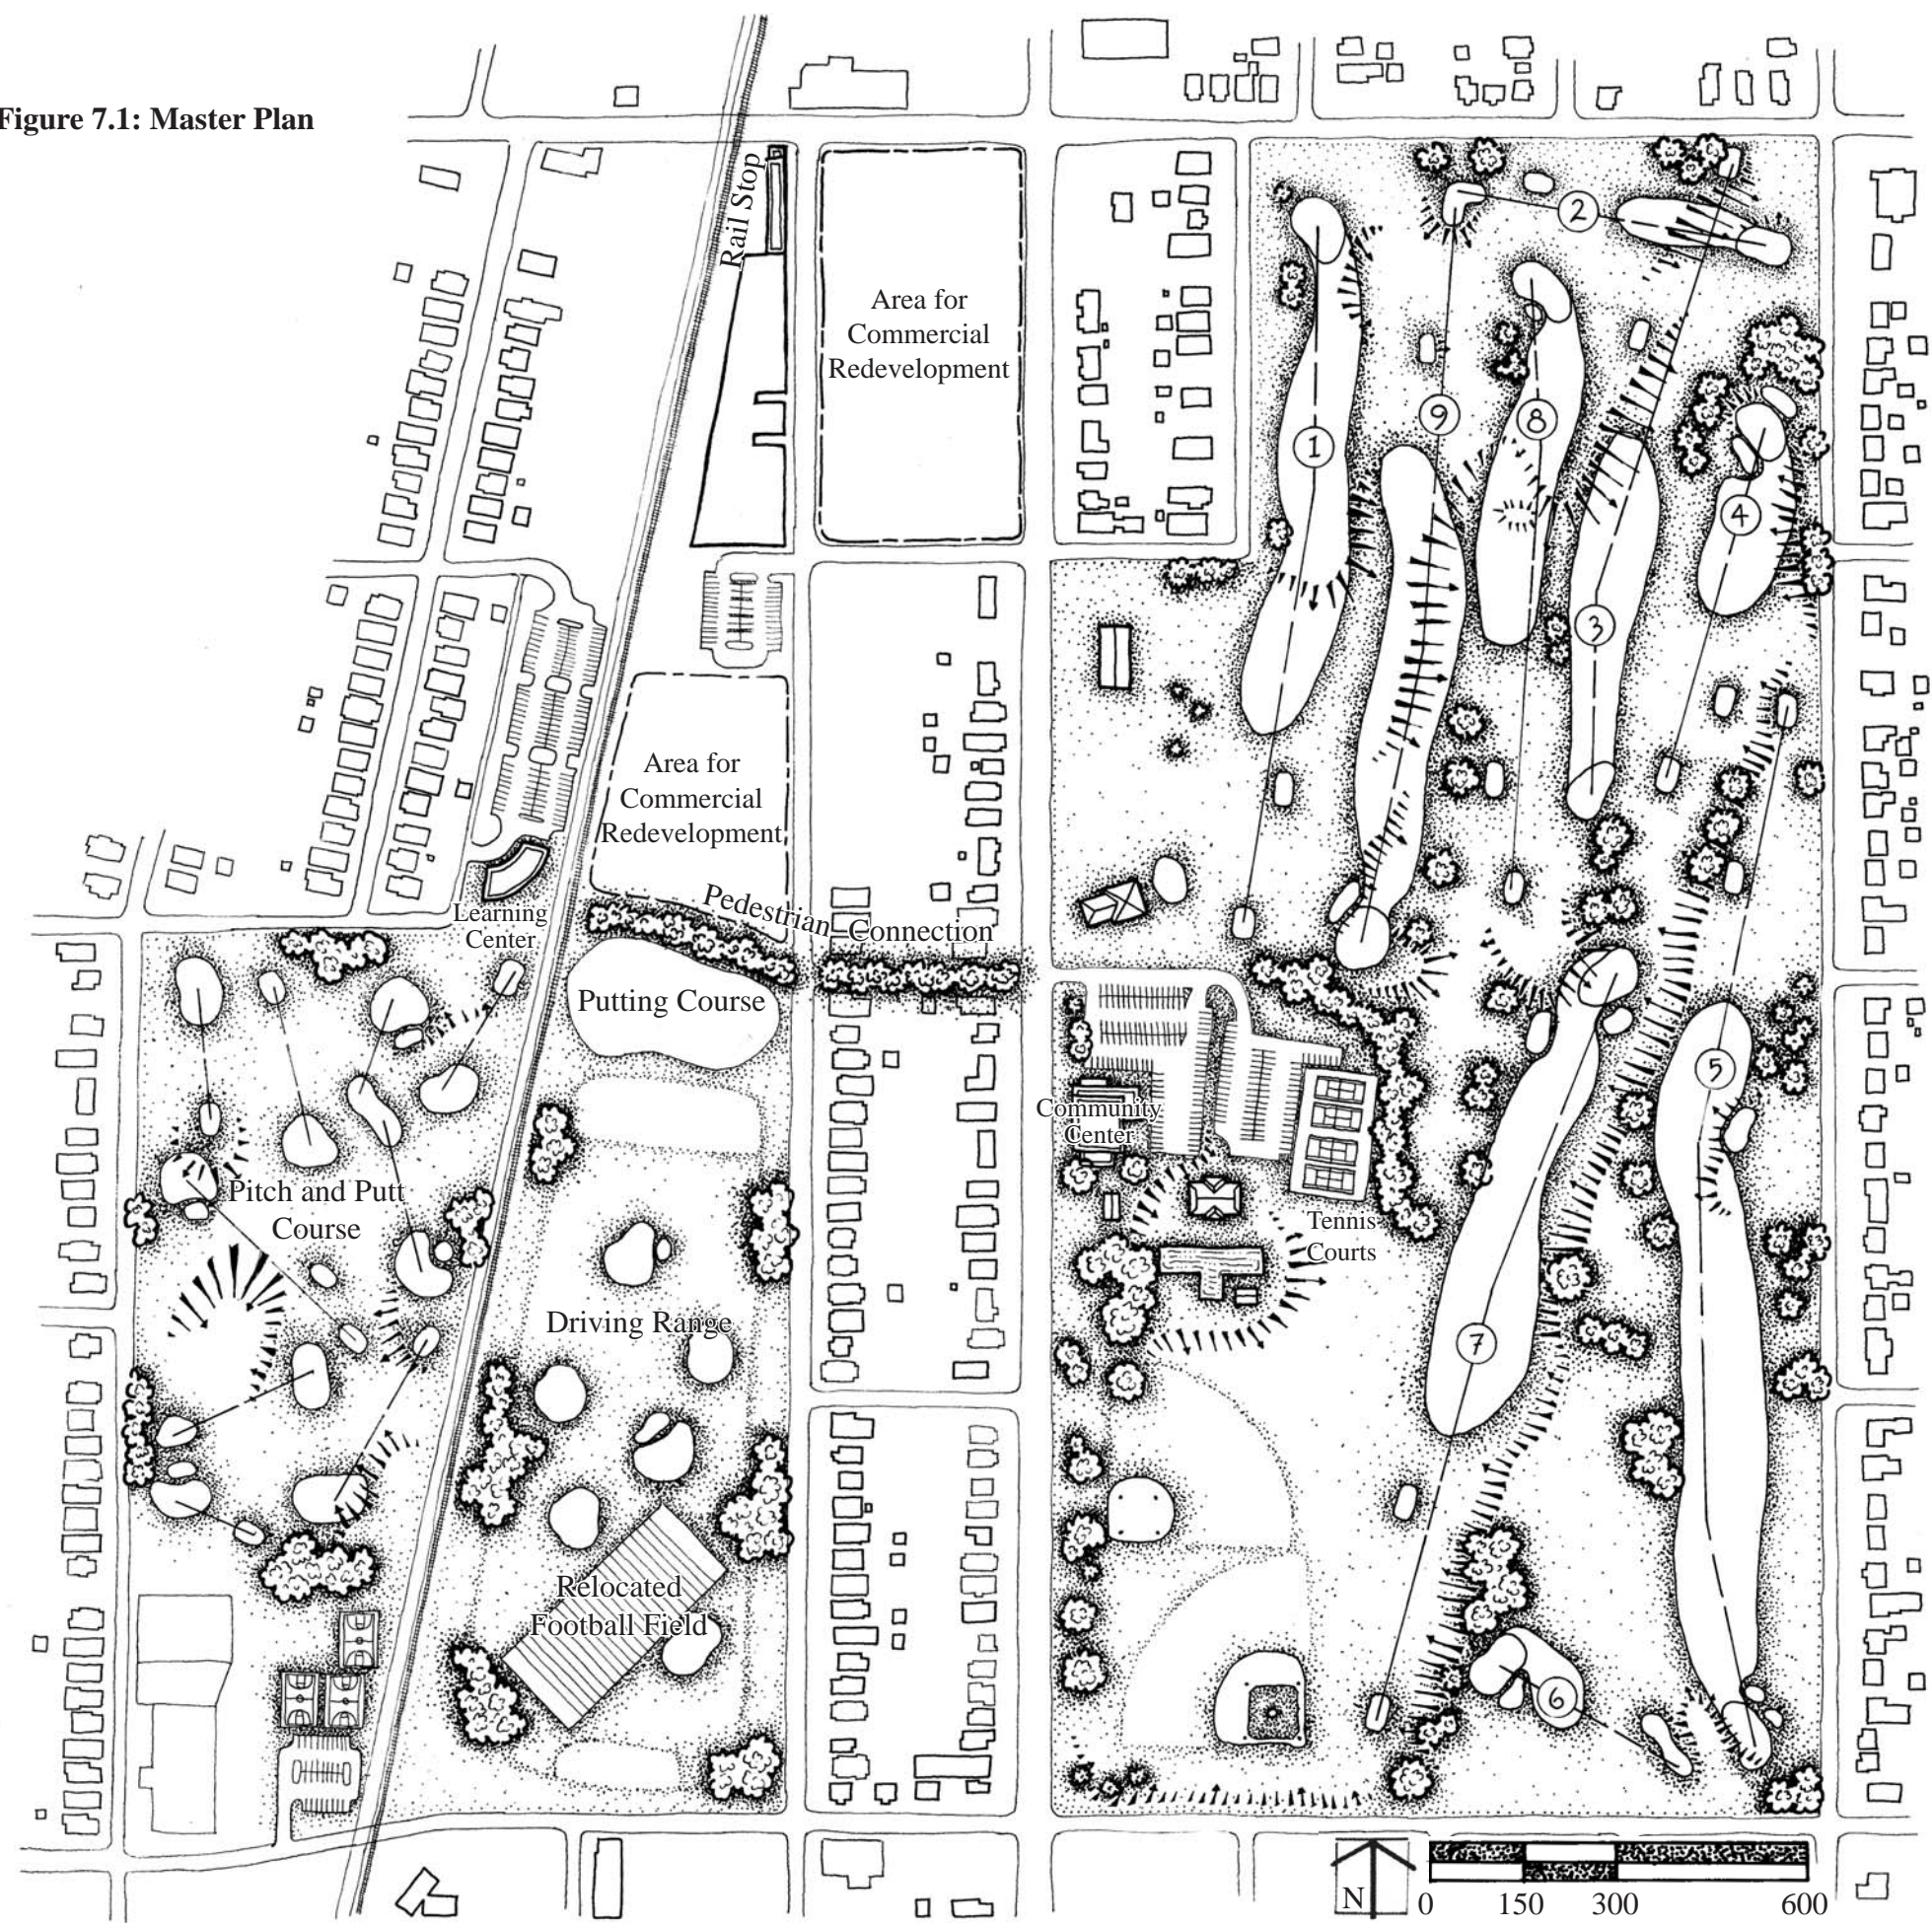 Figure 7.1: Master Plan
Rail Stop
Area for
Commercial
Redevelopment
2
1
9
8
4
3
Area for
Commercial
Redevelopment
Learning
Center
Pedestrian Connection
Putting Course
5
Community
Center
Pitch and Putt
Course
Tennis
Courts
Driving Range
7
Relocated
Football Field
6
N
0 150 300 600